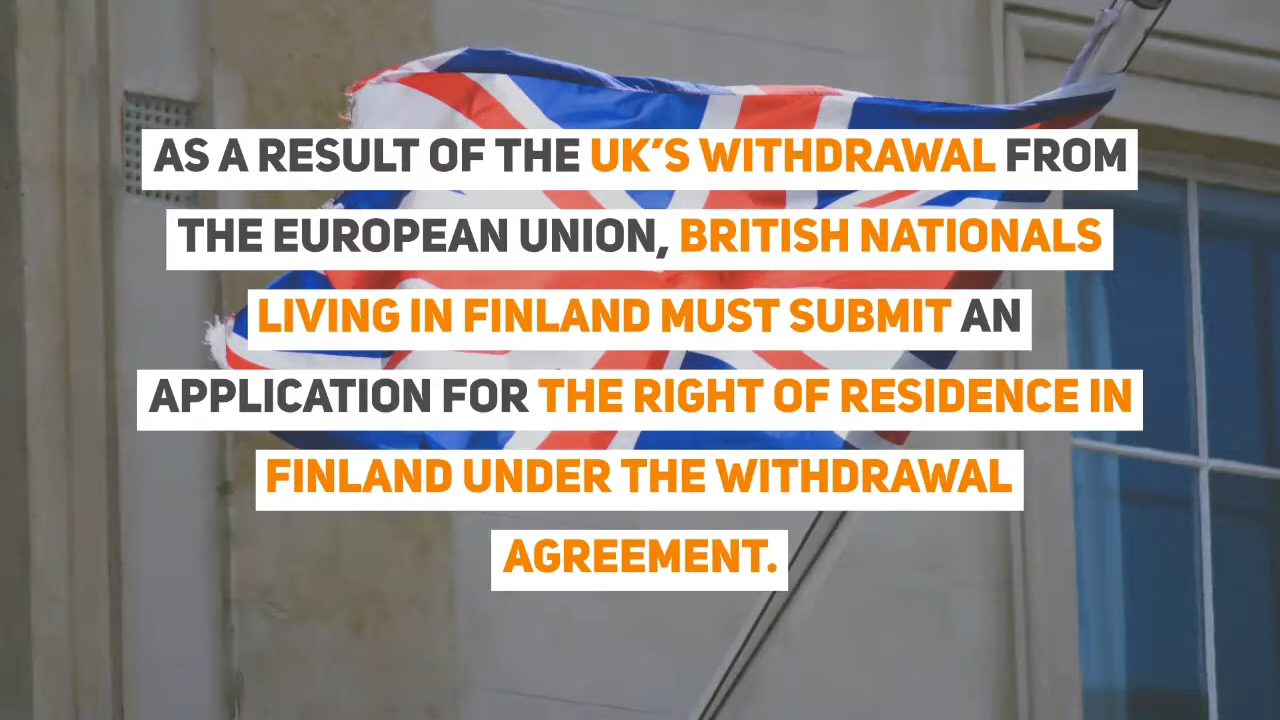 AS A RESULT OF THE UK’S WITHDRAWAL FROM
THE EUROPEAN UNION, BRITISH NATIONALS
LIVING IN FINLAND MUST SUBMIT AN
APPLICATION FOR THE RIGHT OF RESIDENCE IN
FINLAND UNDER THE WITHDRAWAL
AGREEMENT.